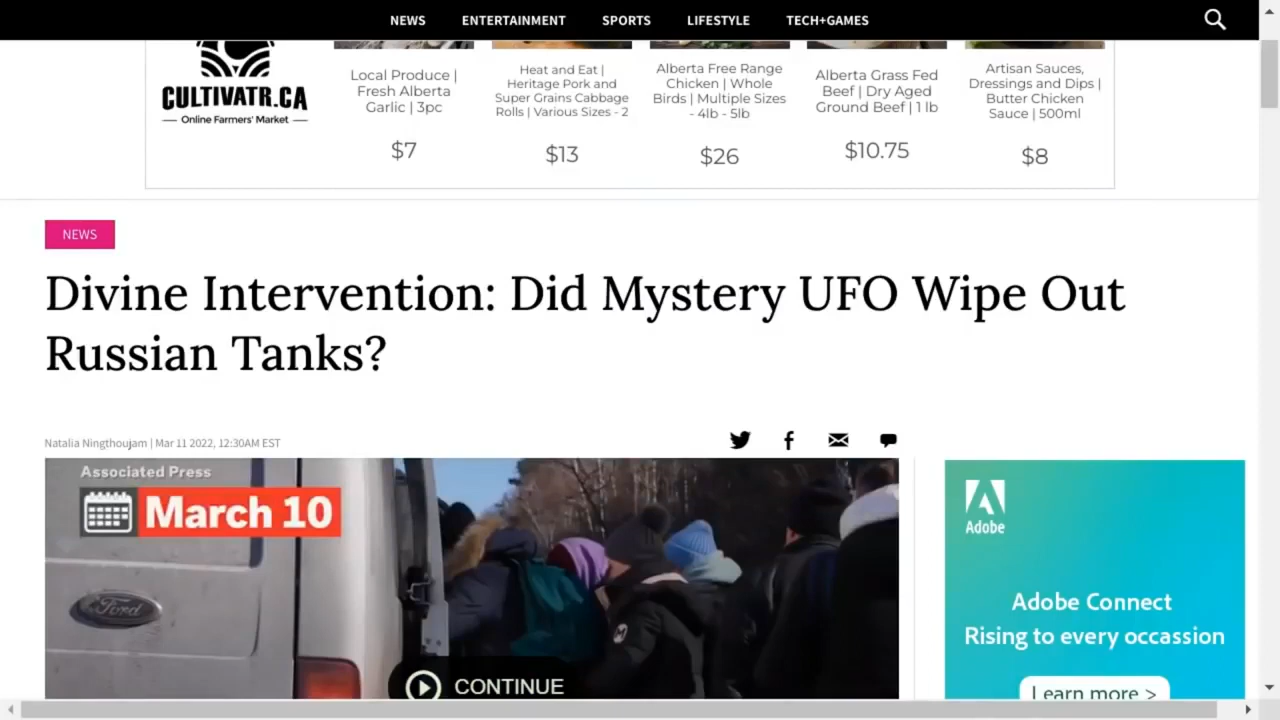 NEWS ENTERTAINMENT SPORTS LIFESTYLE TECH+GAMES
CULTIVATR.CA
Online Farmers' Market
Local Produce |
Fresh Alberta
Garlic | 3pc
$7
Heat and Eat |
Heritage Pork and
Super Grains Cabbage
Rolls | Various Sizes - 2
$13
Alberta Free Range
Chicken | Whole
Birds | Multiple Sizes
- 4lb - 5lb
$26
Alberta Grass Fed
Beef | Dry Aged
Ground Beef | 1 lb
$10.75
Artisan Sauces,
Dressings and Dips |
Butter Chicken
Sauce | 500ml
$8
NEWS
Divine Intervention: Did Mystery UFO Wipe Out
Russian Tanks?
Natalia Ningthoujam | Mar 11 2022, 12:30AM EST
Associated Press
March 10
Ford
CONTINUE
Adobe
Adobe Connect
Rising to every occassion
Learn more >